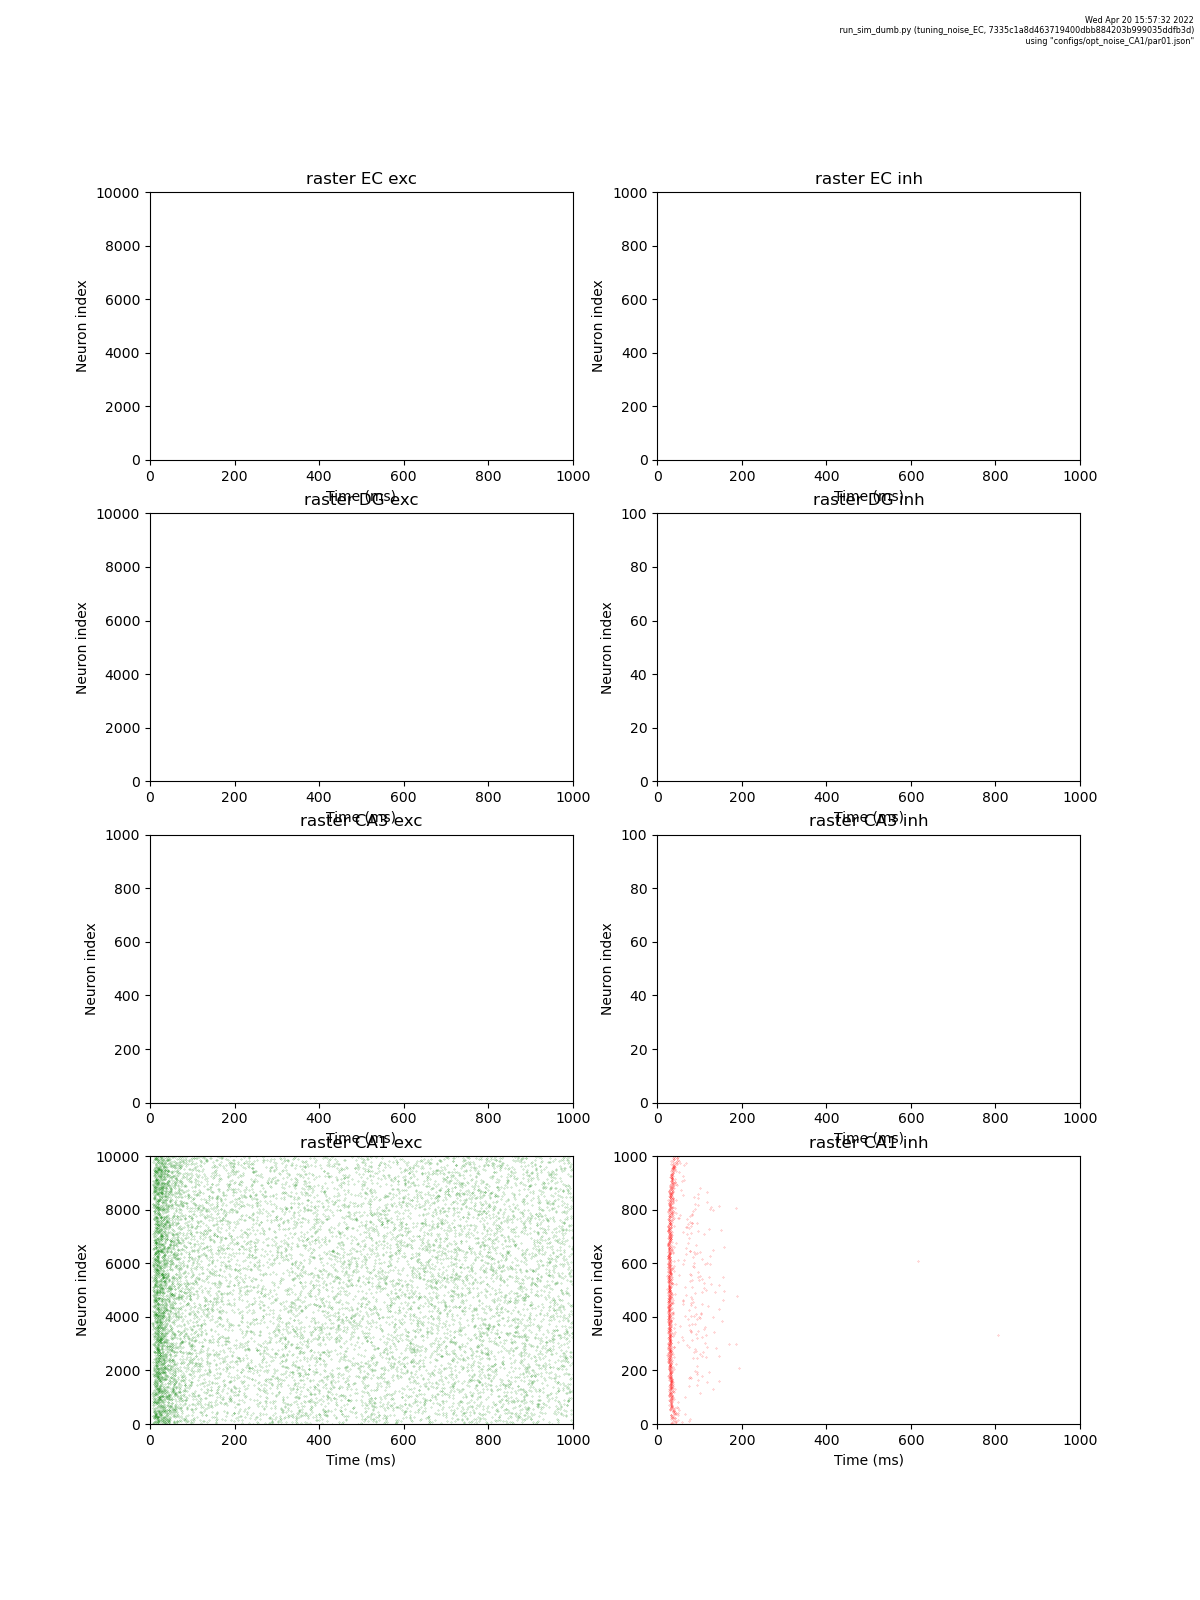 Wed Apr 20 15:57:32 2022
run_sim_dumb.py (tuning_noise_EC, 7335c1a8d463719400dbb884203b999035ddfb3d)
using "configs/opt_noise_CA1/par01.json"
raster EC exc
10000
8000
6000
4000
2000
0
Neuron index
0 200 400 600 800 1000
Time (ms)
raster EC inh
1000
800
600
400
200
0
Neuron index
0 200 400 600 800 1000
Time (ms)
raster DG exc
10000
8000
6000
4000
2000
0
Neuron index
0 200 400 600 800 1000
Time (ms)
raster DG inh
100
80
60
40
20
0
Neuron index
0 200 400 600 800 1000
Time (ms)
raster CA3 exc
1000
800
600
400
200
0
Neuron index
0 200 400 600 800 1000
Time (ms)
raster CA3 inh
100
80
60
40
20
0
Neuron index
0 200 400 600 800 1000
Time (ms)
raster CA1 exc
10000
8000
6000
4000
2000
0
Neuron index
0 200 400 600 800 1000
Time (ms)
raster CA1 inh
1000
800
600
400
200
0
Neuron index
0 200 400 600 800 1000
Time (ms)